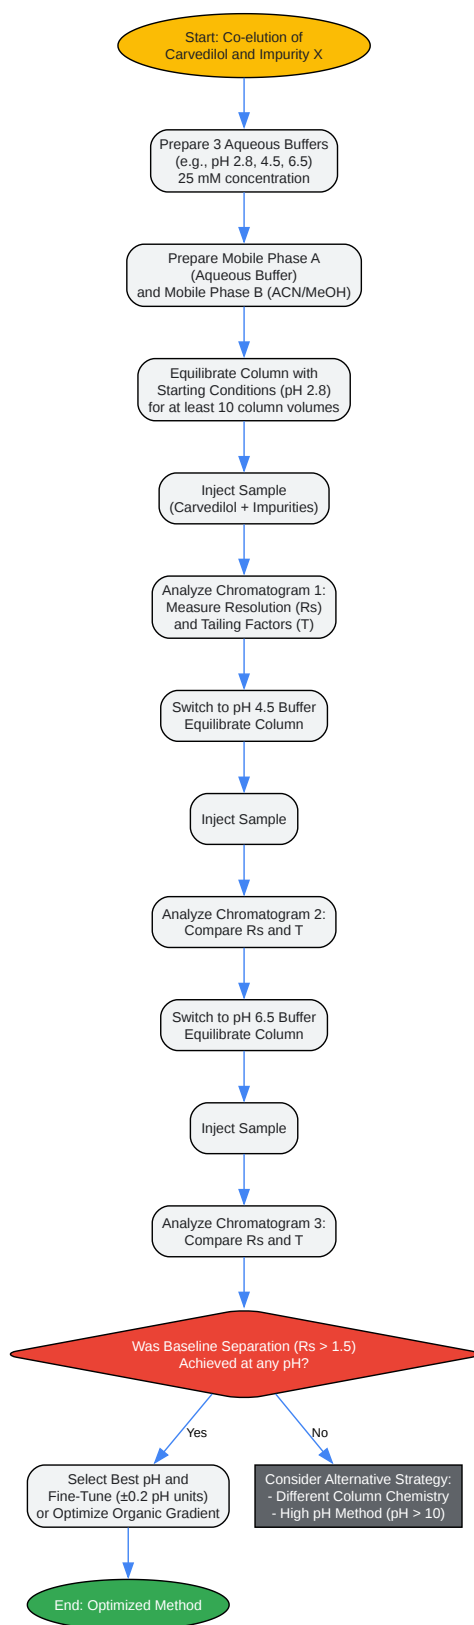 Start: Co-elution of
Carvedilol and Impurity X
Prepare 3 Aqueous Buffers
(e.g., pH 2.8, 4.5, 6.5)
25 mM concentration
Prepare Mobile Phase A
(Aqueous Buffer)
and Mobile Phase B (ACN/MeOH)
Equilibrate Column with
Starting Conditions (pH 2.8)
for at least 10 column volumes
Inject Sample
(Carvedilol + Impurities)
Analyze Chromatogram 1:
Measure Resolution (Rs)
and Tailing Factors (T)
Switch to pH 4.5 Buffer
Equilibrate Column
Inject Sample
Analyze Chromatogram 2:
Compare Rs and T
Switch to pH 6.5 Buffer
Equilibrate Column
Inject Sample
Analyze Chromatogram 3:
Compare Rs and T
Was Baseline Separation (Rs > 1.5)
Achieved at any pH?
Yes
No
Select Best pH and
Fine-Tune (±0.2 pH units)
or Optimize Organic Gradient
Consider Alternative Strategy:
- Different Column Chemistry
- High pH Method (pH > 10)
End: Optimized Method